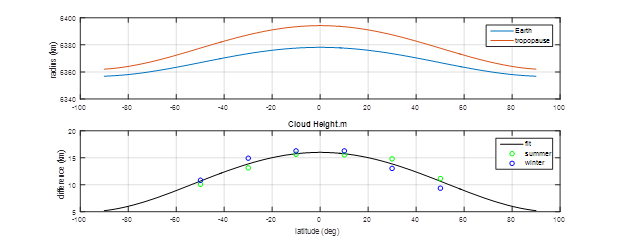 6400
6380
6360
6340
radius (km)
Earth
tropopause
-100 -80 -60 -40 -20 0 20 40 60 80 100
Cloud Height.m
20
15
10
5
difference (km)
fit
summer
winter
-100 -80 -60 -40 -20 0 20 40 60 80 100
latitude (deg)